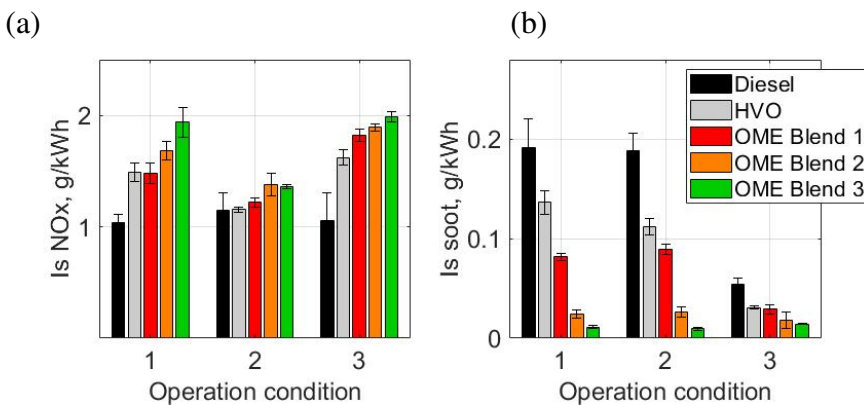 (a)
Is NOx, g/kWh
2
1
1 2 3
Operation condition
(b)
Is soot, g/kWh
0.2
0.1
0
Diesel
HVO
OME Blend 1
OME Blend 2
OME Blend 3
1 2 3
Operation condition